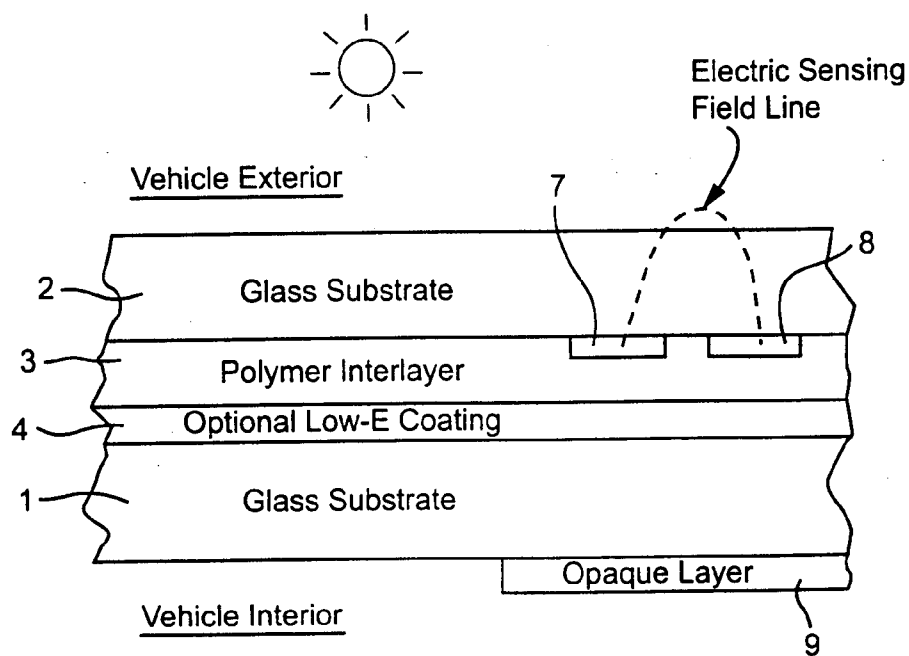 Electric Sensing
Field Line
Vehicle Exterior
7
8
2
Glass Substrate
3
Polymer Interlayer
4
Optional Low-E Coating
1
Glass Substrate
Opaque Layer
Vehicle Interior
9